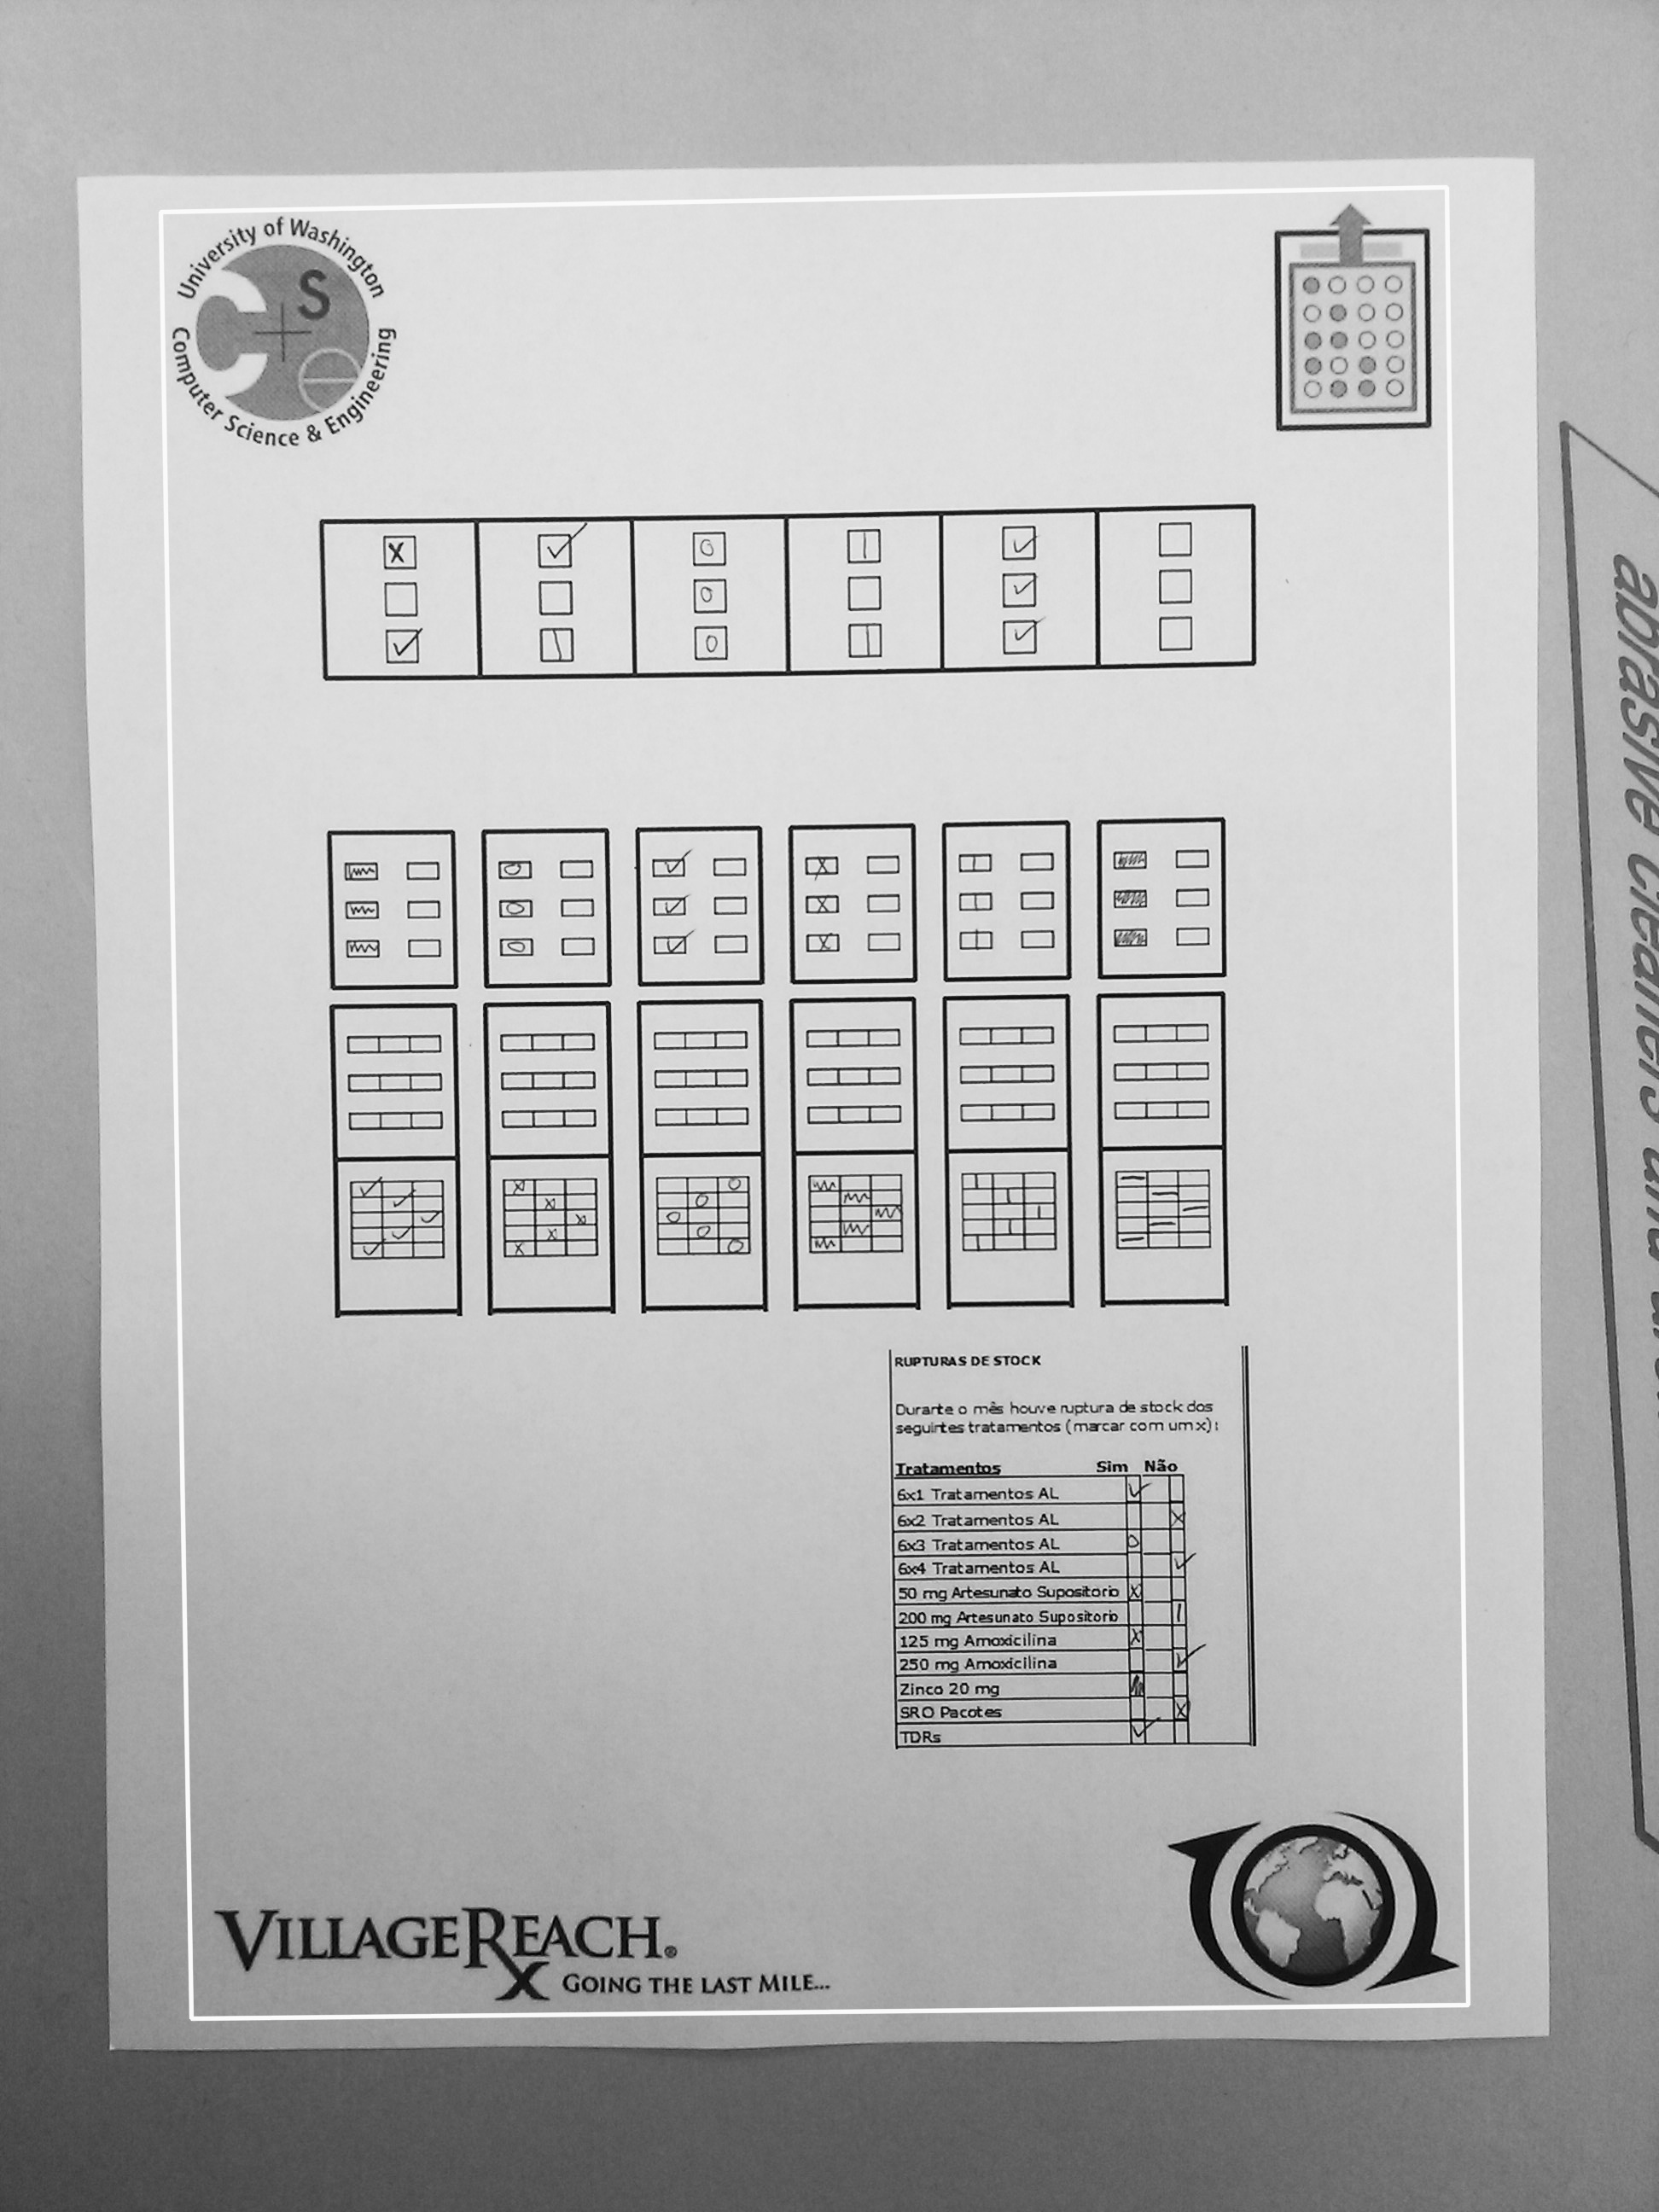 University of Washington
Computer Science & Engineering
C+S
RUPTURAS DE STOCK
Durante o mês houve ruptura de stock dos
seguintes tratamentos (marcar com um x):
Tratamentos Sim Não
6x1 Tratamentos AL
6x2 Tratamentos AL
6x3 Tratamentos AL
6x4 Tratamentos AL
50 mg Artesunato Supositorio
200 mg Artesunato Supositorio
125 mg Amoxicilina
250 mg Amoxicilina
Zinco 20 mg
SRO Pacotes
TDRs
VILLAGEREACH®
GOING THE LAST MILE...
abrasive cleaners and